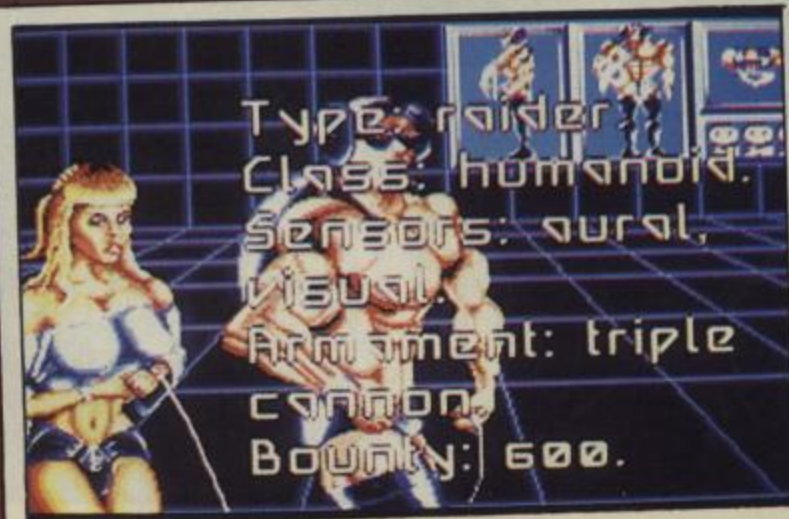 Type: raider
Class: humanoid.
Sensors: aural,
visual.
Armament: triple
cannon.
Bounty: 600.